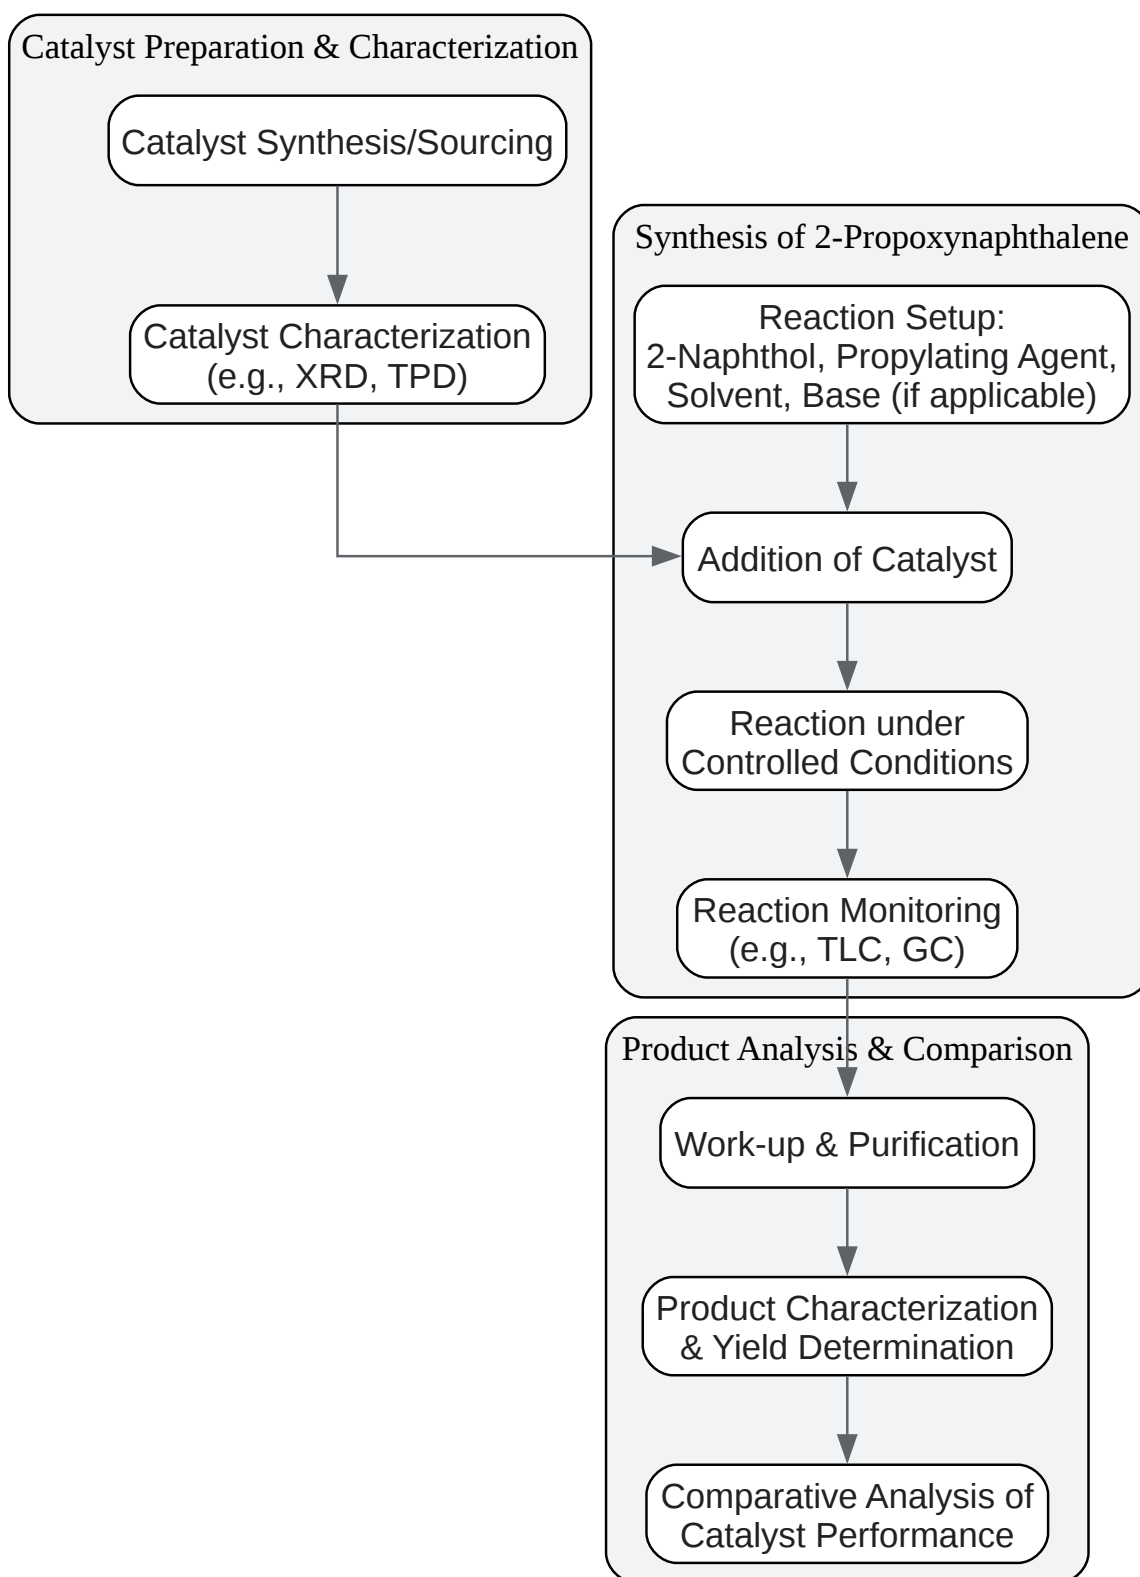 Catalyst Preparation & Characterization
Catalyst Synthesis/Sourcing
Catalyst Characterization
(e.g., XRD, TPD)
Synthesis of 2-Propoxynaphthalene
Reaction Setup:
2-Naphthol, Propylating Agent,
Solvent, Base (if applicable)
Addition of Catalyst
Reaction under
Controlled Conditions
Reaction Monitoring
(e.g., TLC, GC)
Product Analysis & Comparison
Work-up & Purification
Product Characterization
& Yield Determination
Comparative Analysis of
Catalyst Performance